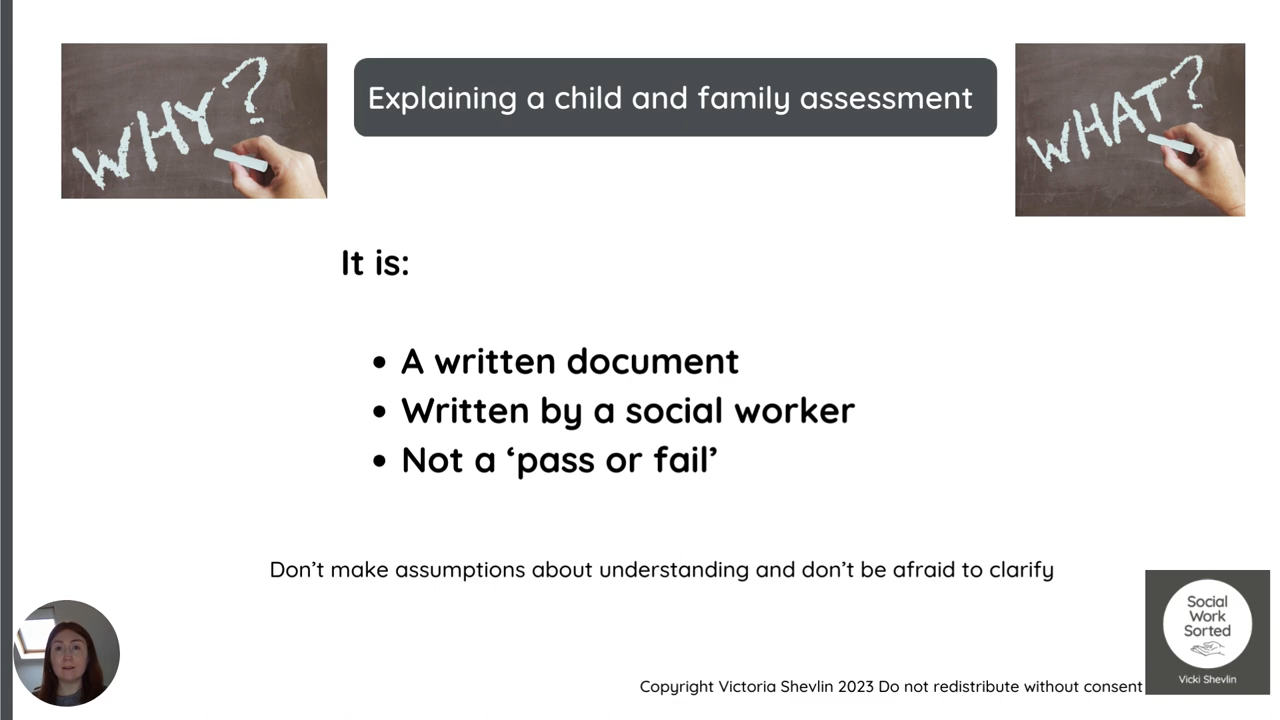 WHY?
Explaining a child and family assessment
WHAT?
It is:
• A written document
• Written by a social worker
• Not a ‘pass or fail’
Don’t make assumptions about understanding and don’t be afraid to clarify
Social
Work
Sorted
Vicki Shevlin
Copyright Victoria Shevlin 2023 Do not redistribute without consent